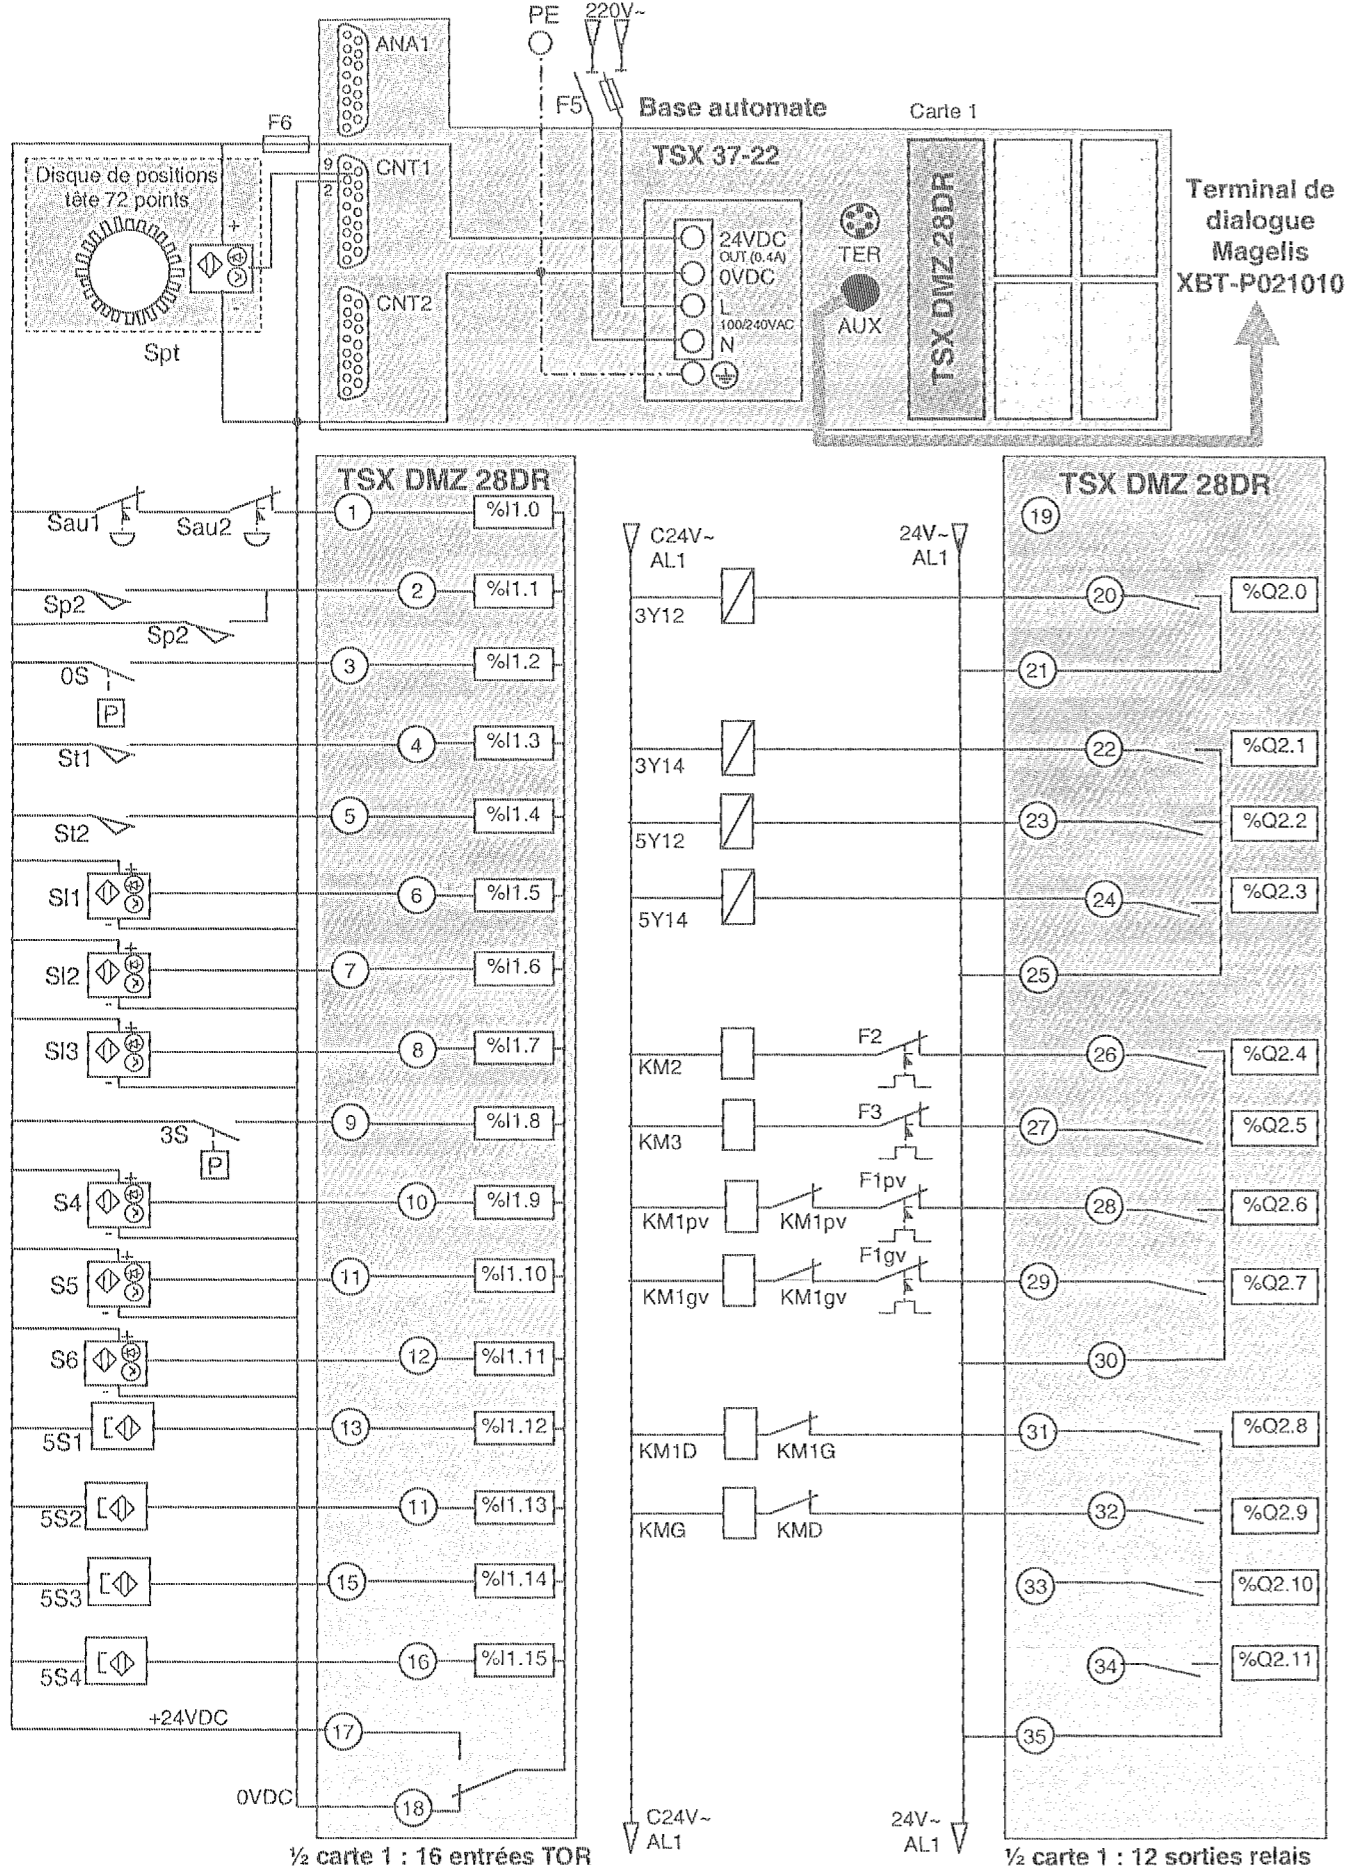 PE
220V~
ANA1
F5
Base automate
Carte 1
F6
TSX 37-22
9
2
CNT1
Disque de positions
tête 72 points
+
-
Spt
24VDC
OUT (0.4A)
0VDC
L
100/240VAC
N
TER
AUX
TSX DMZ 28DR
Terminal de
dialogue
Magelis
XBT-P021010
CNT2
TSX DMZ 28DR
Sau1
Sau2
1
%I1.0
Sp2
2
%I1.1
Sp2
0S
P
3
%I1.2
St1
4
%I1.3
St2
5
%I1.4
SI1
+
-
6
%I1.5
SI2
+
-
7
%I1.6
SI3
+
-
8
%I1.7
3S
P
9
%I1.8
S4
+
-
10
%I1.9
S5
+
-
11
%I1.10
S6
+
-
12
%I1.11
5S1
13
%I1.12
5S2
11
%I1.13
5S3
15
%I1.14
5S4
16
%I1.15
+24VDC
17
0VDC
18
½ carte 1 : 16 entrées TOR
C24V~
AL1
24V~
AL1
TSX DMZ 28DR
19
3Y12
20
%Q2.0
21
3Y14
22
%Q2.1
5Y12
23
%Q2.2
5Y14
24
%Q2.3
25
KM2
F2
26
%Q2.4
KM3
F3
27
%Q2.5
KM1pv
KM1pv
F1pv
28
%Q2.6
KM1gv
KM1gv
F1gv
29
%Q2.7
30
KM1D
KM1G
31
%Q2.8
KMG
KMD
32
%Q2.9
33
%Q2.10
34
%Q2.11
35
C24V~
AL1
24V~
AL1
½ carte 1 : 12 sorties relais